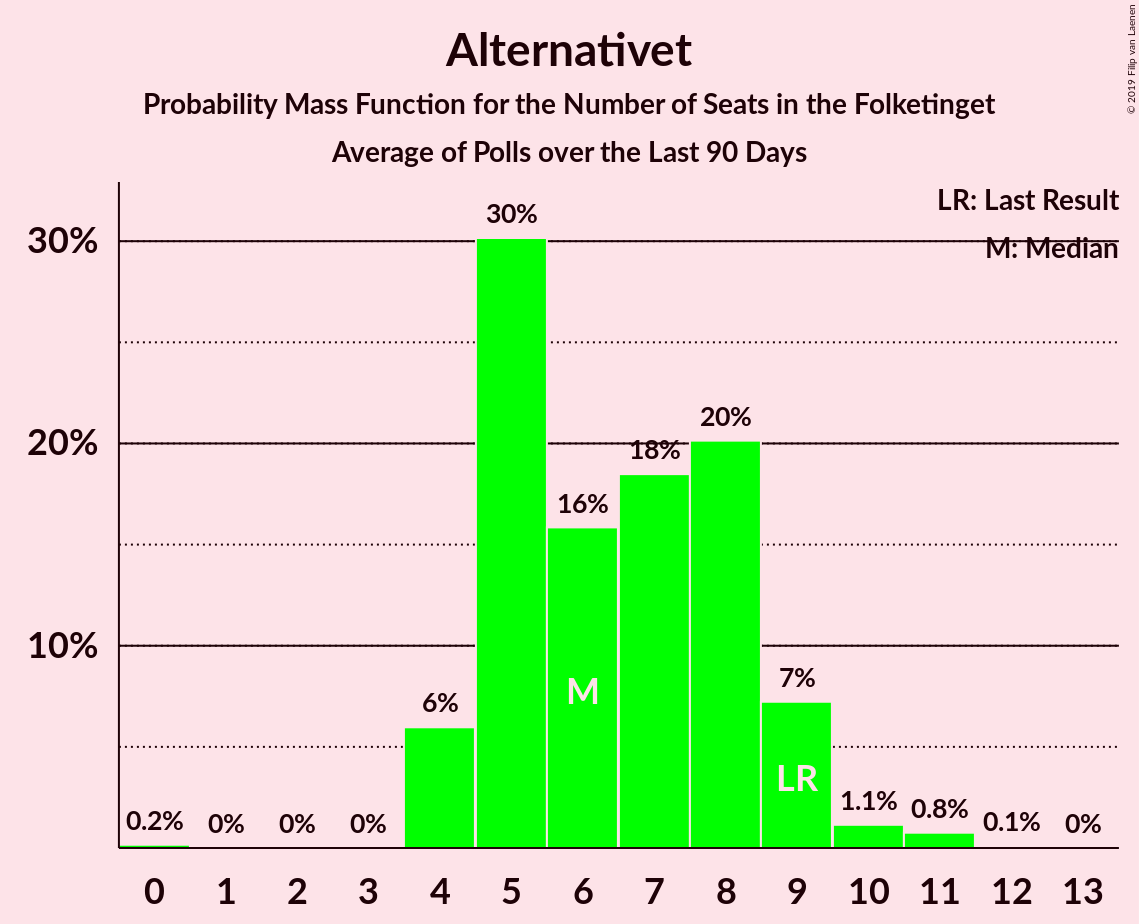 Alternativet
Probability Mass Function for the Number of Seats in the Folketinget
Average of Polls over the Last 90 Days
© 2019 Filip van Laenen
LR: Last Result
M: Median
30%
20%
10%
0.2%
0%
0%
0%
6%
30%
16%
18%
20%
7%
1.1%
0.8%
0.1%
0%
M
LR
0 1 2 3 4 5 6 7 8 9 10 11 12 13